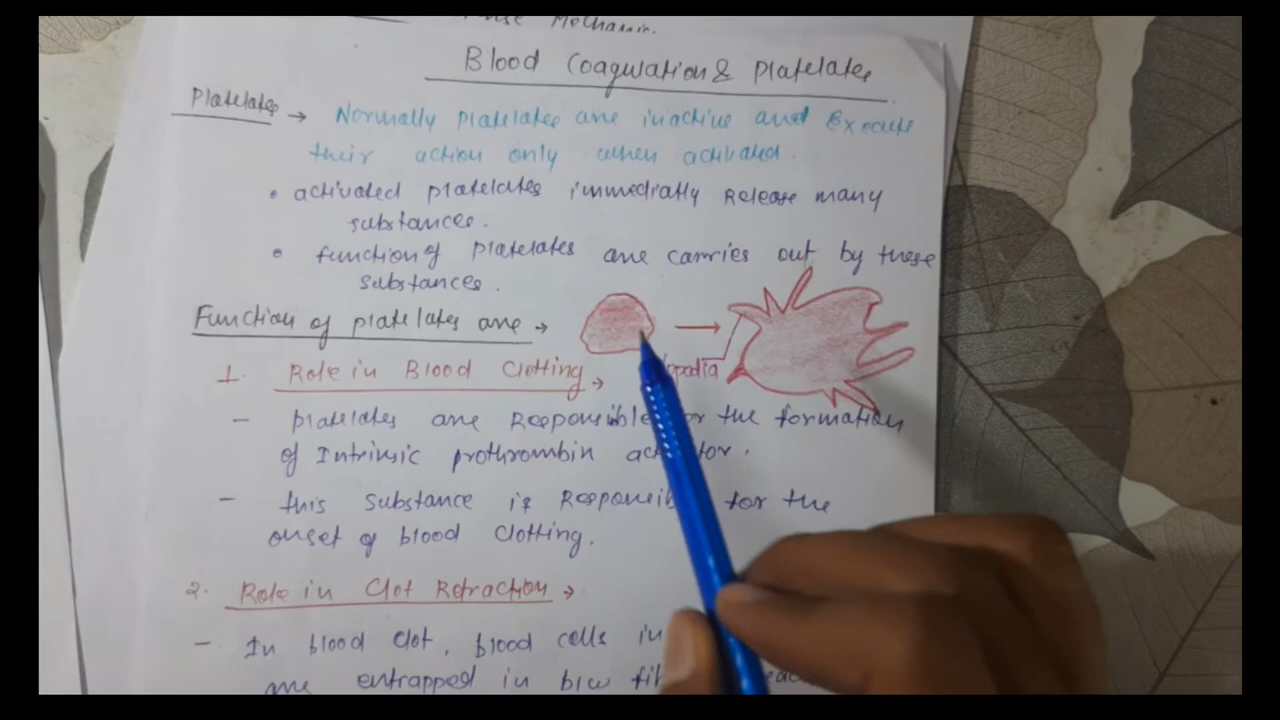 Mechanic.
Blood Coagulation & Platelates
Platelates → Normally platelates are inactive and Execute
their action only when activated.
• activated platelates immediatly Release many
substances.
• function of platelates are carries out by these
substances.
Function of platelates are →
1. Role in Blood Clotting →
- platelates are Responsible for the formation
of Intrinsic prothrombin
- this substance is for the
onset of blood clotting.
2. Role in Clot Retraction →
- In blood clot, blood cells
are entrapped in b/w